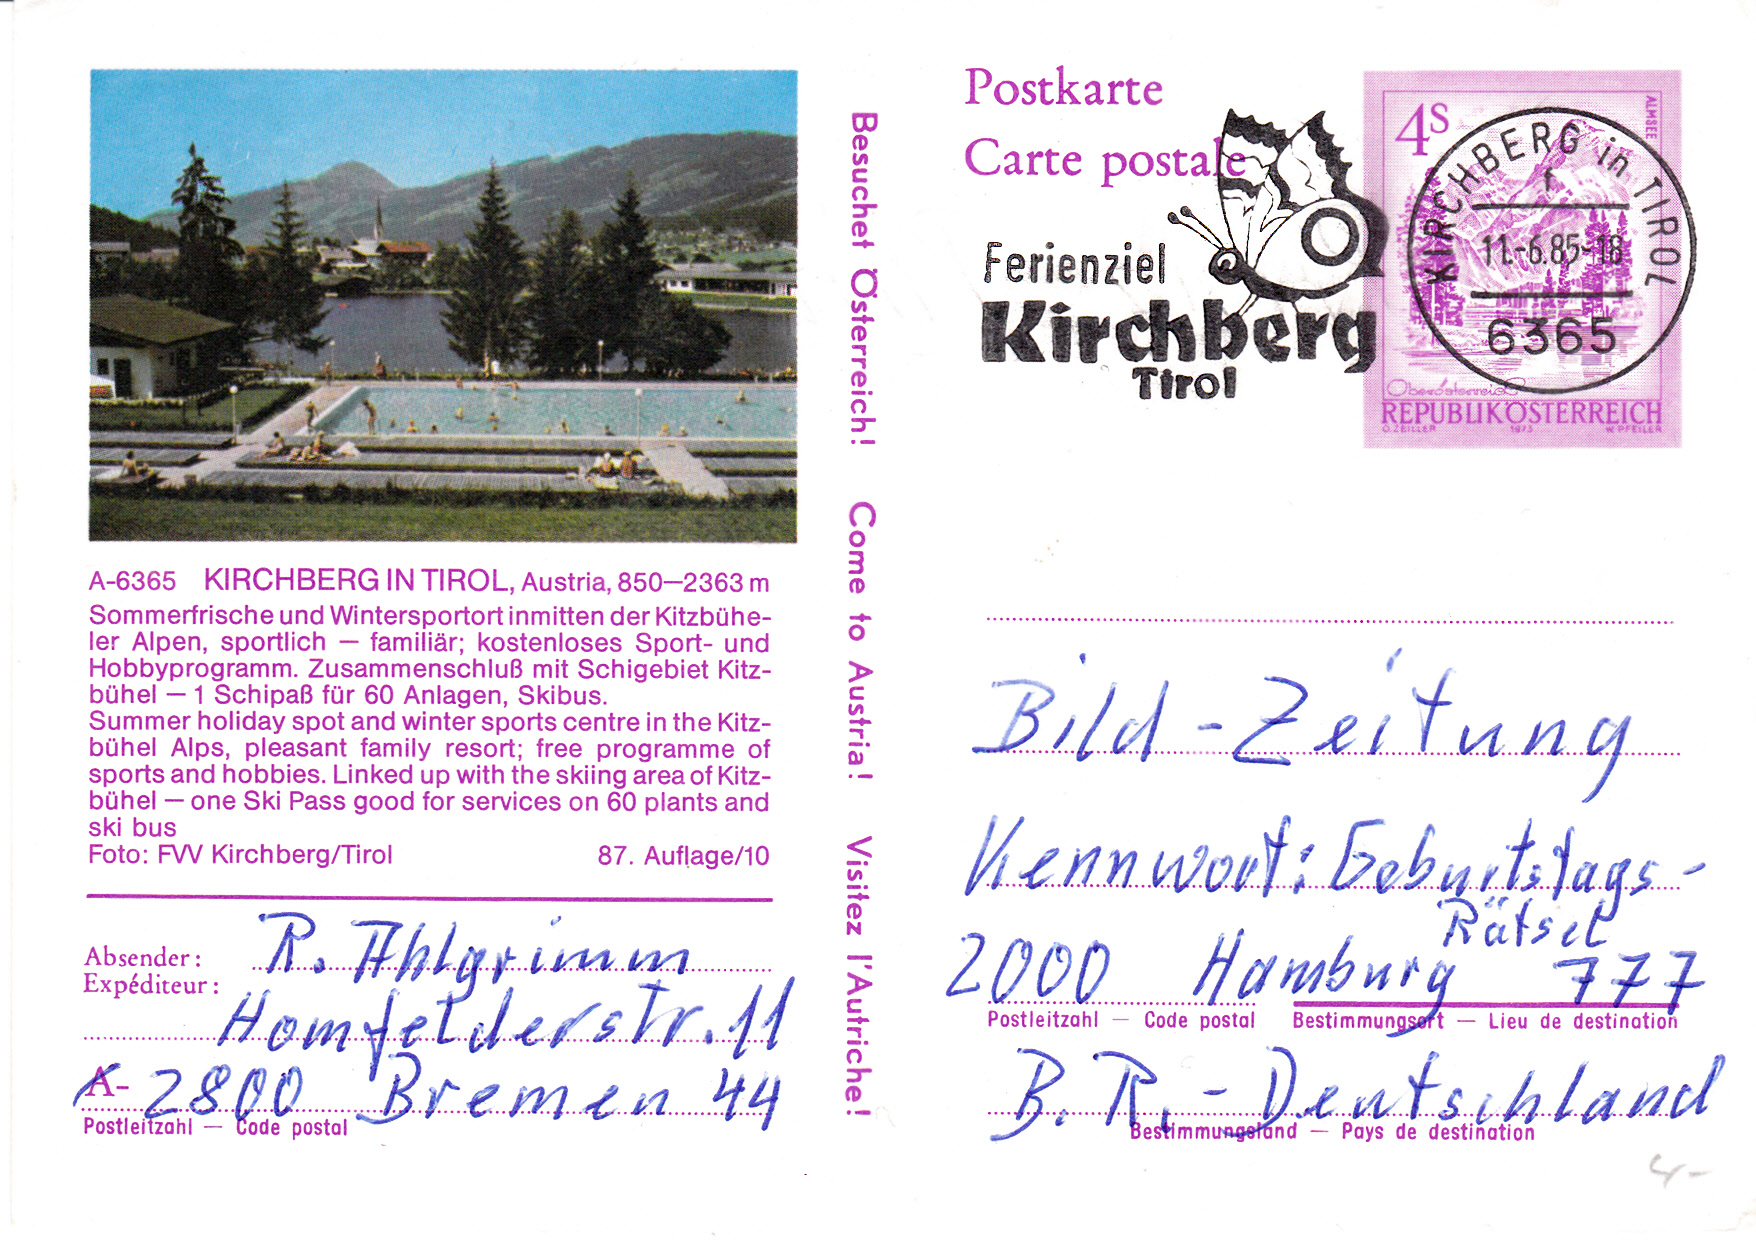 A-6365 KIRCHBERG IN TIROL, Austria, 850—2363 m
Sommerfrische und Wintersportort inmitten der Kitzbühe-
ler Alpen, sportlich — familiär; kostenloses Sport- und
Hobbyprogramm. Zusammenschluß mit Schigebiet Kitz-
bühel — 1 Schipaß für 60 Anlagen, Skibus.
Summer holiday spot and winter sports centre in the Kitz-
bühel Alps, pleasant family resort; free programme of
sports and hobbies. Linked up with the skiing area of Kitz-
bühel — one Ski Pass good for services on 60 plants and
ski bus
Foto: FVV Kirchberg/Tirol 87. Auflage/10
Absender: R. Ahlgrimm
Expéditeur:
Homfelderstr. 11
A- 2800 Bremen 44
Postleitzahl — Code postal
Besuchet Österreich! Come to Austria! Visitez l'Autriche!
Postkarte
Carte postale
Ferienziel
Kirchberg
Tirol
4S
ALMSEE
KIRCHBERG in TIROL
f
11.-6.85-18
6365
Oberösterreich
REPUBLIK ÖSTERREICH
O. ZEILLER 1973 W. PFEILER
Bild-Zeitung
Kennwort: Geburtstags-
Rätsel
2000 Hamburg 777
Postleitzahl — Code postal Bestimmungsort — Lieu de destination
B.R.-Deutschland
Bestimmungsland — Pays de destination
4,-